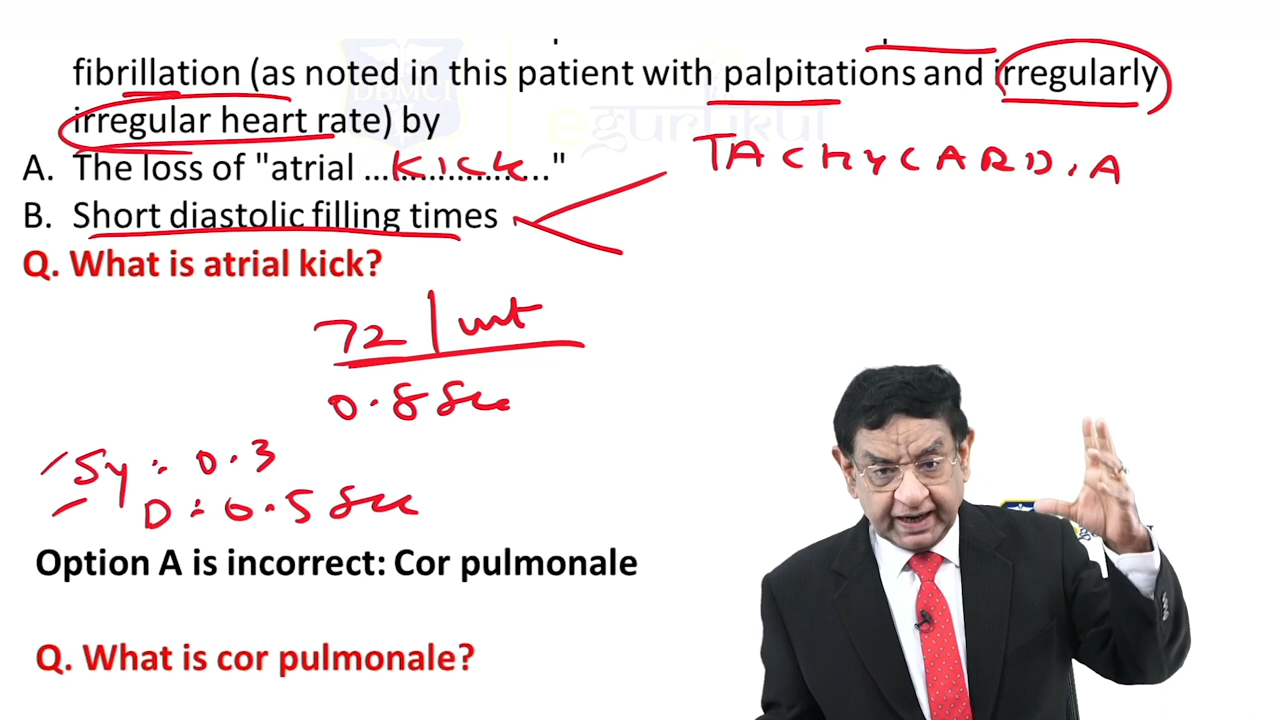 fibrillation (as noted in this patient with palpitations and irregularly
irregular heart rate) by
A. The loss of "atrial ...KICK..............."
TACHYCARDIA
B. Short diastolic filling times
Q. What is atrial kick?
72 | mt
0.8 Sec
Sy : 0.3
D : 0.5 Sec
Option A is incorrect: Cor pulmonale
Q. What is cor pulmonale?
DBMCI
egurukul